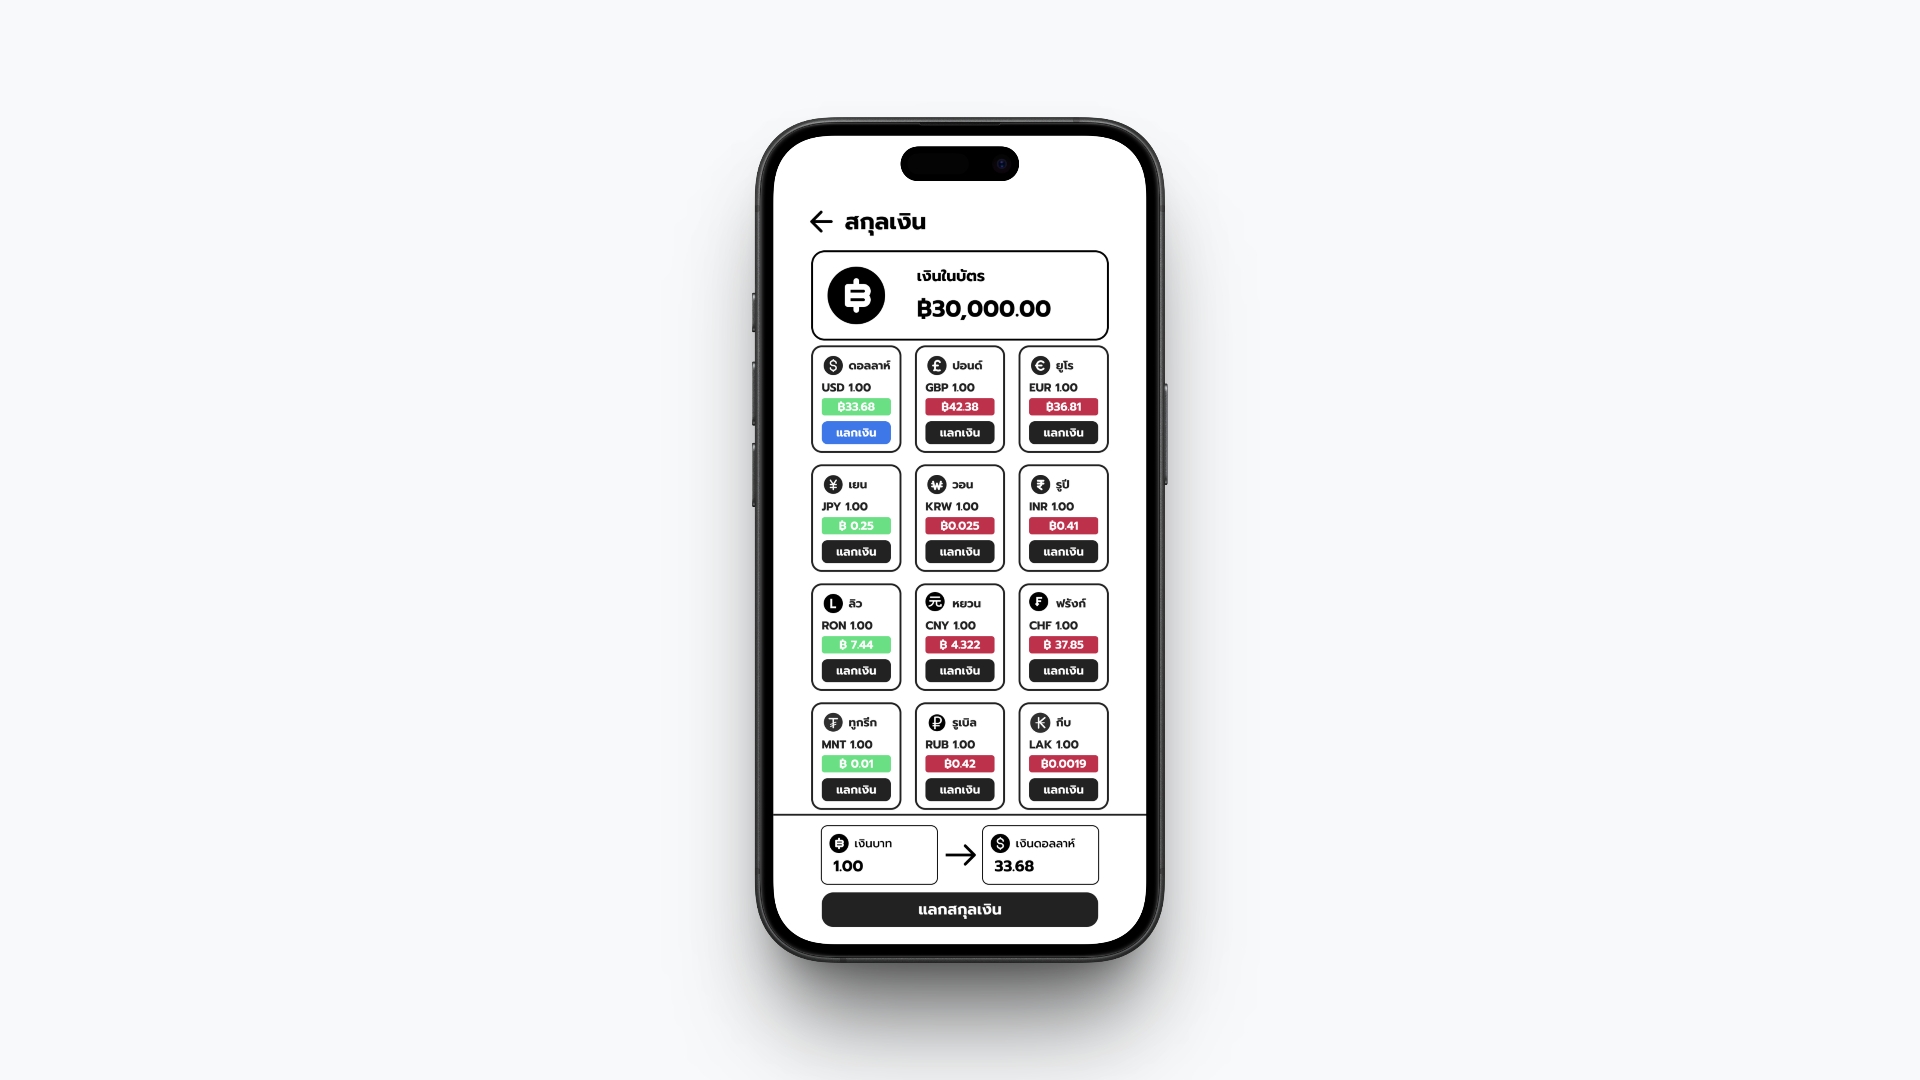 สกุลเงิน
เงินในบัตร
฿30,000.00
$ ดอลลาห์
USD 1.00
฿33.68
แลกเงิน
£ ปอนด์
GBP 1.00
฿42.38
แลกเงิน
€ ยูโร
EUR 1.00
฿36.81
แลกเงิน
¥ เยน
JPY 1.00
฿ 0.25
แลกเงิน
₩ วอน
KRW 1.00
฿0.025
แลกเงิน
₹ รูปี
INR 1.00
฿0.41
แลกเงิน
L ลิว
RON 1.00
฿ 7.44
แลกเงิน
元 หยวน
CNY 1.00
฿ 4.322
แลกเงิน
₣ ฟรังก์
CHF 1.00
฿ 37.85
แลกเงิน
₮ ทูกรึก
MNT 1.00
฿ 0.01
แลกเงิน
₽ รูเบิล
RUB 1.00
฿0.42
แลกเงิน
₭ กีบ
LAK 1.00
฿0.0019
แลกเงิน
฿ เงินบาท
1.00
$ เงินดอลลาห์
33.68
แลกสกุลเงิน